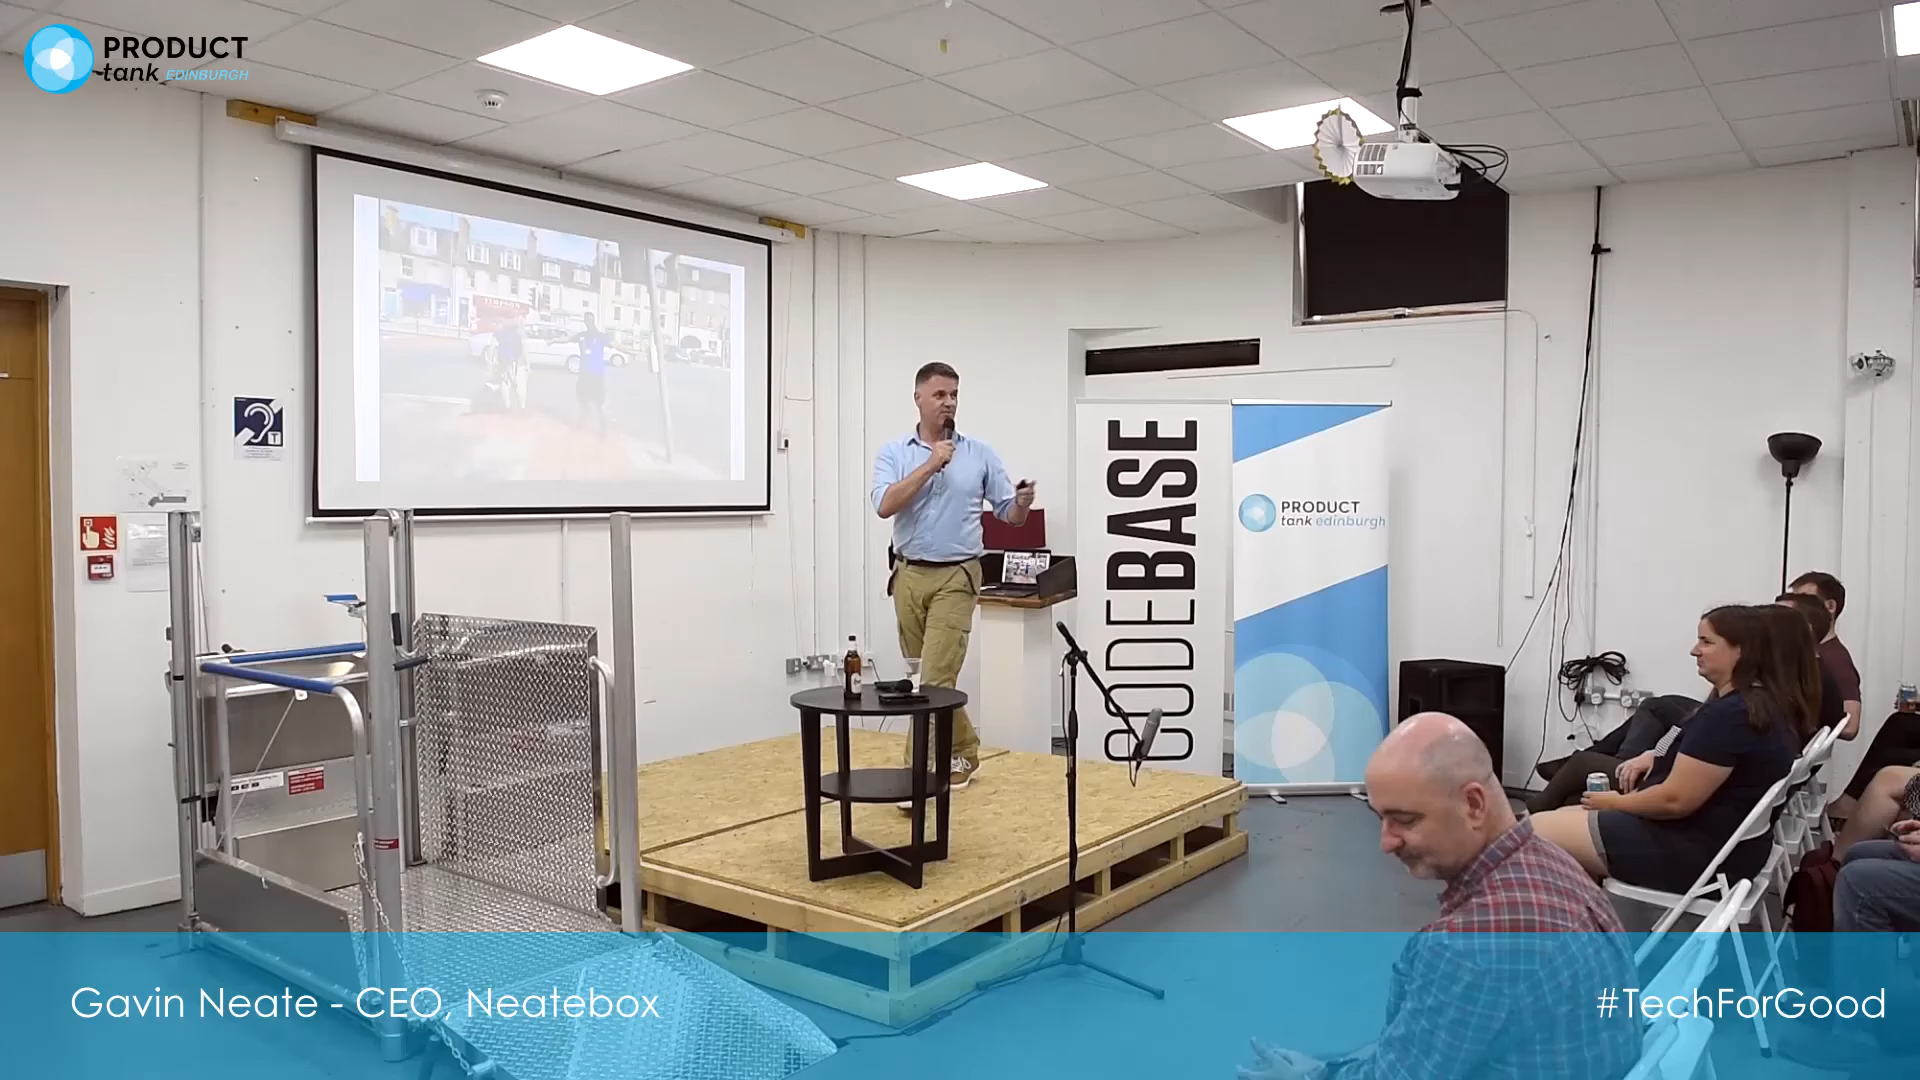 PRODUCT
tank EDINBURGH
T
CODEBASE
PRODUCT
tank edinburgh
Gavin Neate - CEO, Neatebox
#TechForGood